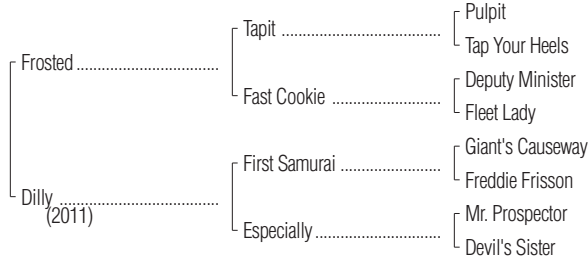 Pulpit
Tapit ..............................................
Tap Your Heels
Frosted .........................................
Deputy Minister
Fast Cookie ...............................
Fleet Lady
Giant's Causeway
First Samurai .............................
Freddie Frisson
Dilly ..............................................
(2011)
Mr. Prospector
Especially ...................................
Devil's Sister